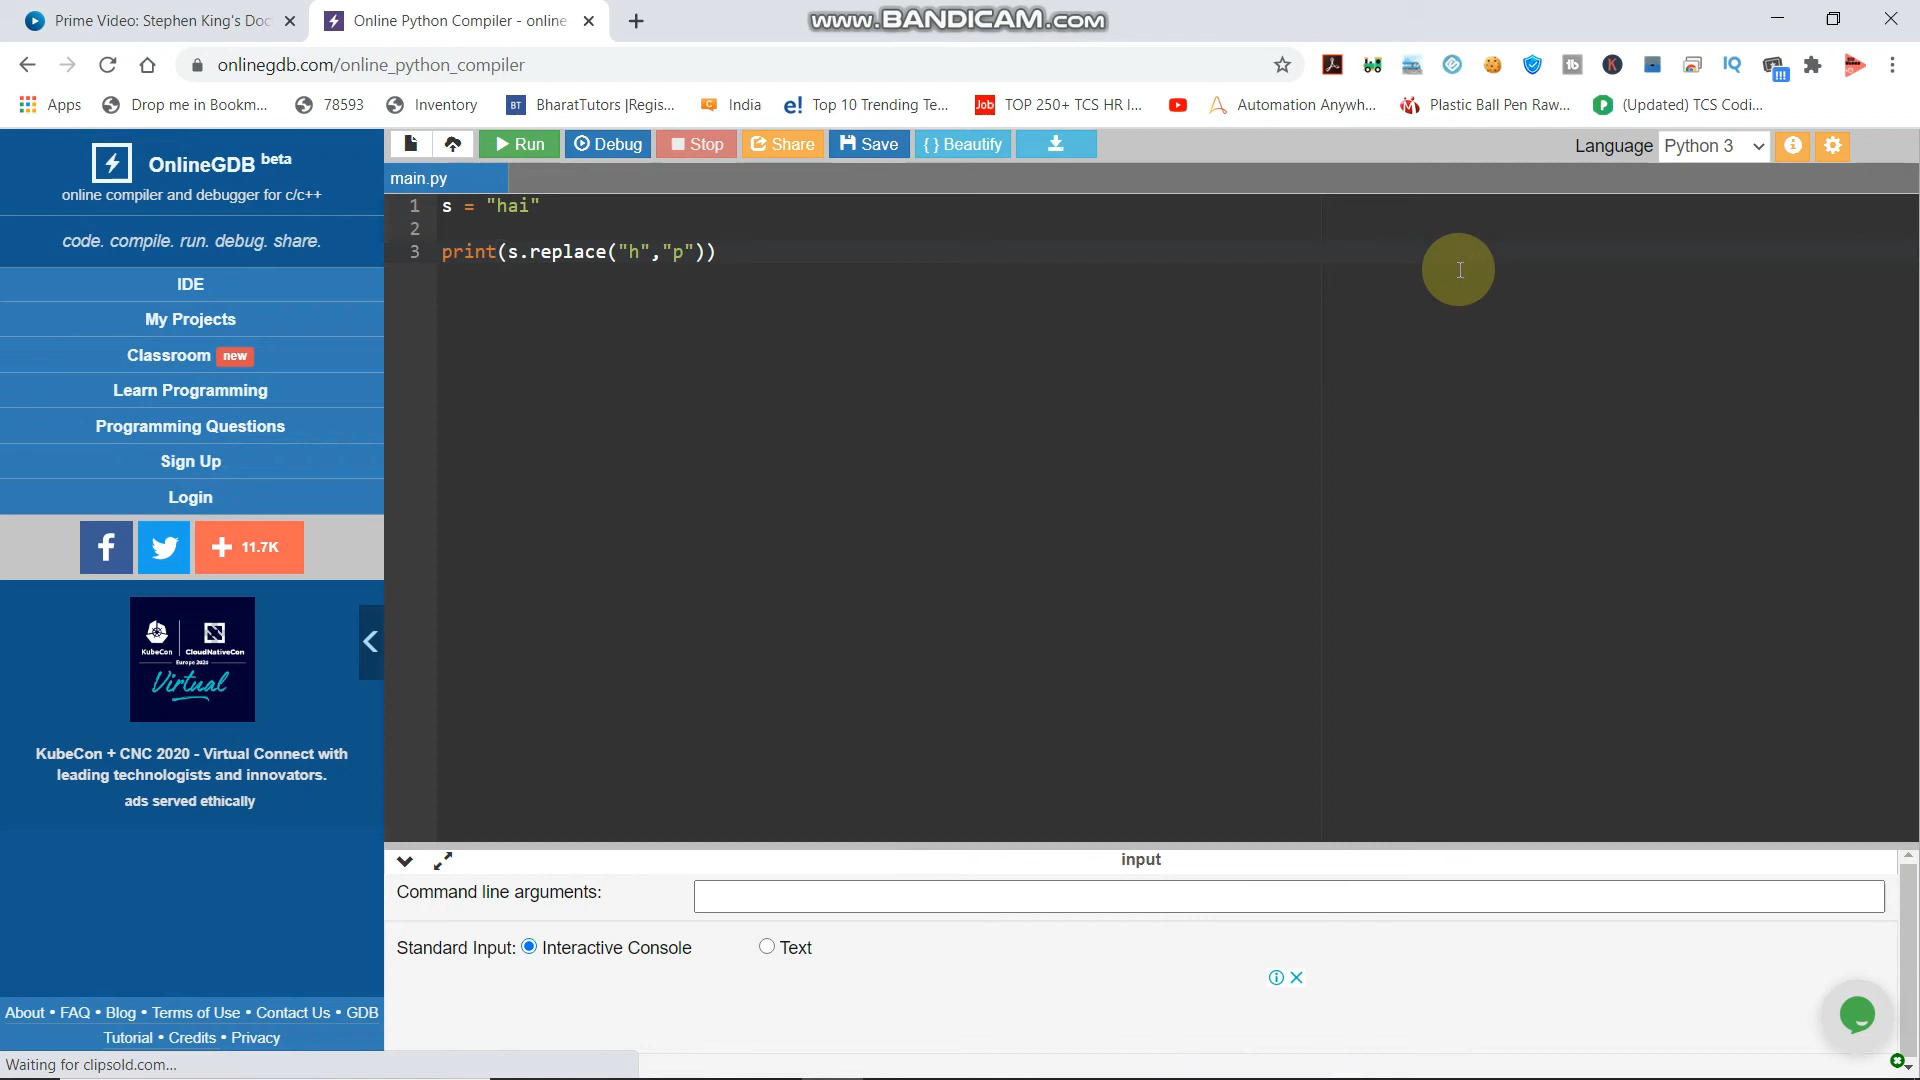 Prime Video: Stephen King's Doc
Online Python Compiler - online
www.BANDICAM.com
onlinegdb.com/online_python_compiler
Apps
Drop me in Bookm...
78593
Inventory
BharatTutors |Regis...
India
Top 10 Trending Te...
TOP 250+ TCS HR I...
Automation Anywh...
Plastic Ball Pen Raw...
(Updated) TCS Codi...
OnlineGDB beta
online compiler and debugger for c/c++
code. compile. run. debug. share.
IDE
My Projects
Classroom new
Learn Programming
Programming Questions
Sign Up
Login
11.7K
KubeCon CloudNativeCon
Europe 2020
Virtual
KubeCon + CNC 2020 - Virtual Connect with
leading technologists and innovators.
ads served ethically
About • FAQ • Blog • Terms of Use • Contact Us • GDB
Tutorial • Credits • Privacy
Waiting for clipsold.com...
Run
Debug
Stop
Share
Save
{ } Beautify
Language Python 3
main.py
1 s = "hai"
2
3 print(s.replace("h","p"))
input
Command line arguments:
Standard Input: Interactive Console Text